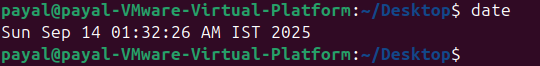 payal@payal-VMware-Virtual-Platform:~/Desktop$ date
Sun Sep 14 01:32:26 AM IST 2025
payal@payal-VMware-Virtual-Platform:~/Desktop$